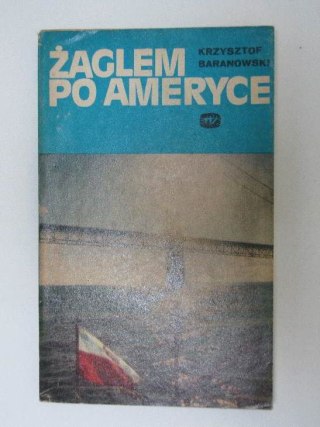 ŻAGLEM
PO AMERYCE
KRZYSZTOF
BARANOWSKI